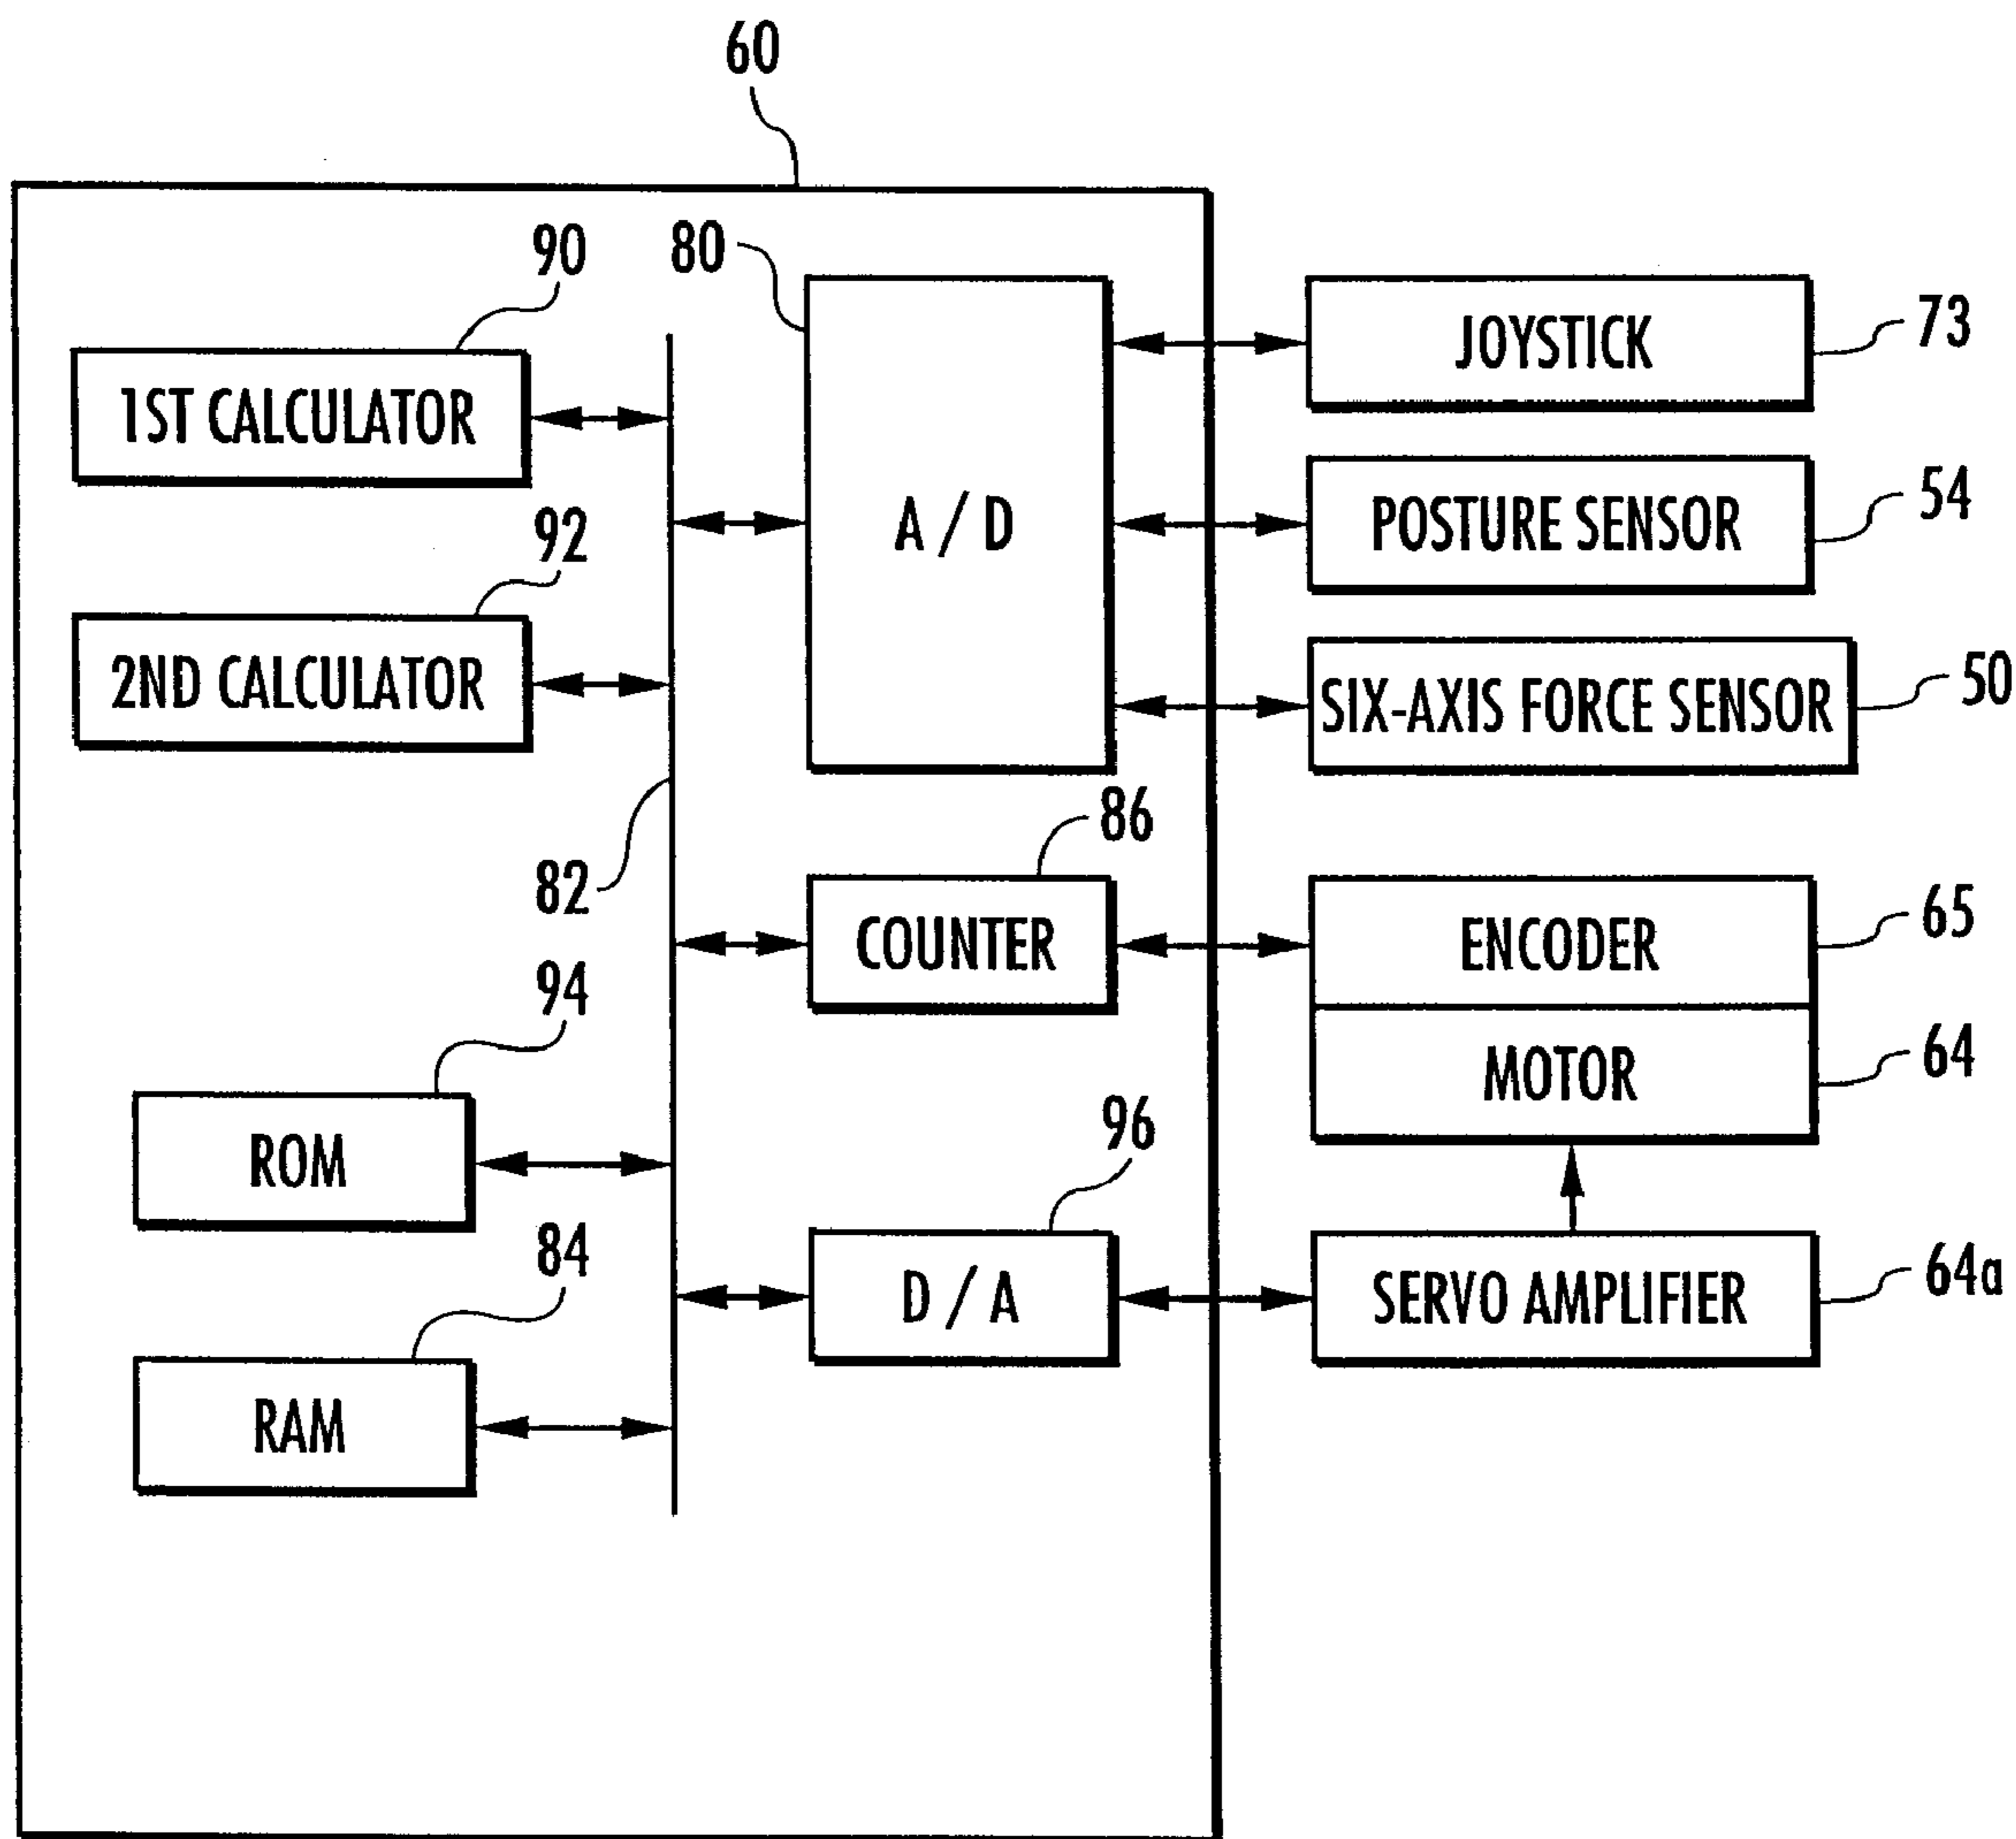 60
90
80
1ST CALCULATOR
A / D
JOYSTICK
73
92
POSTURE SENSOR
54
2ND CALCULATOR
SIX-AXIS FORCE SENSOR
50
82
86
COUNTER
ENCODER
65
94
MOTOR
64
ROM
96
84
D / A
SERVO AMPLIFIER
64a
RAM